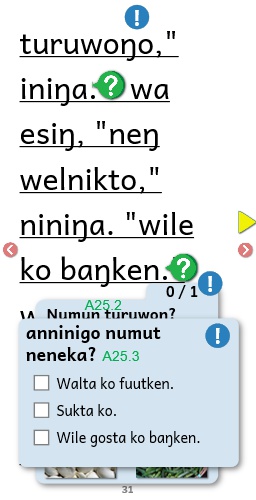 turuwoŋo,"
iniŋa. wa
esiŋ, "neŋ
welnikto,"
niniŋa. "wile
ko baŋken.
0 / 1
A25.2
Numun turuwon?
anninigo numut
neneka? A25.3
Walta ko fuutken.
Sukta ko.
Wile gosta ko baŋken.
31